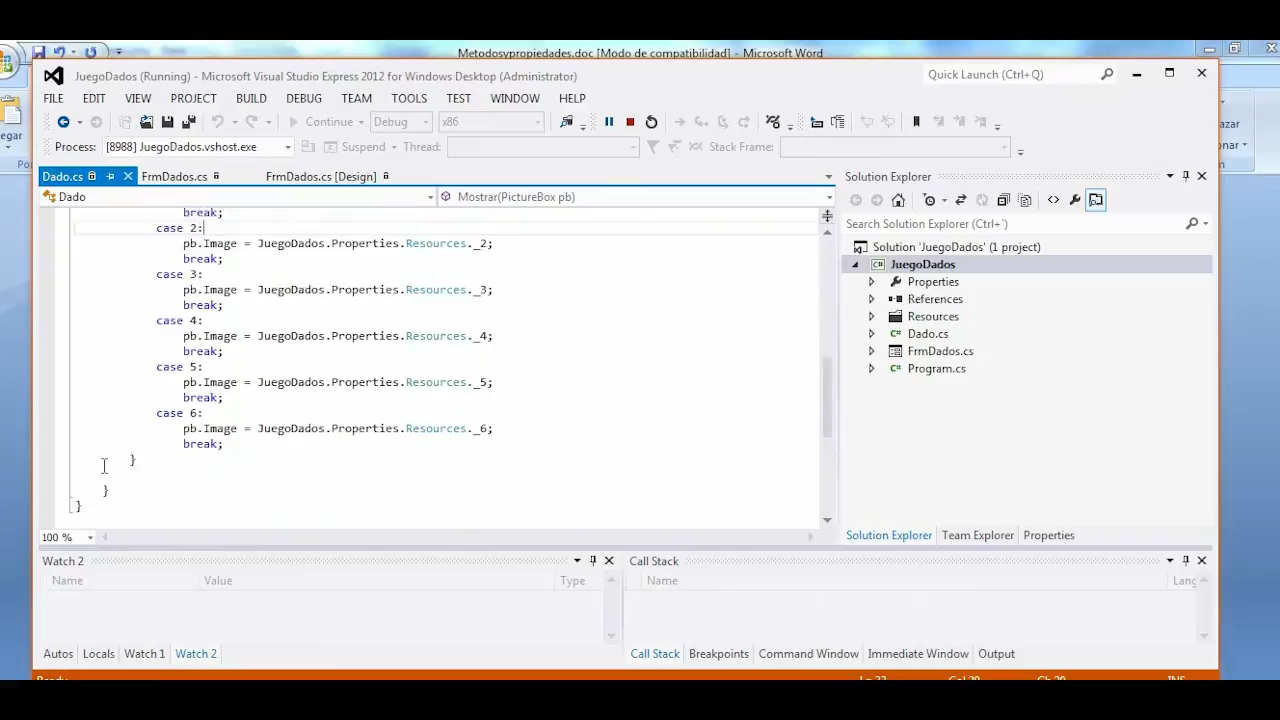 Metodosypropiedades.doc [Modo de compatibilidad] - Microsoft Word
JuegoDados (Running) - Microsoft Visual Studio Express 2012 for Windows Desktop (Administrator)
Quick Launch (Ctrl+Q)
FILE EDIT VIEW PROJECT BUILD DEBUG TEAM TOOLS TEST WINDOW HELP
Continue Debug x86
egar
Process: [8988] JuegoDados.vshost.exe Suspend Thread: Stack Frame:
Dado.cs FrmDados.cs FrmDados.cs [Design]
Solution Explorer
Dado Mostrar(PictureBox pb)
break;
case 2:
pb.Image = JuegoDados.Properties.Resources._2;
break;
case 3:
pb.Image = JuegoDados.Properties.Resources._3;
break;
case 4:
pb.Image = JuegoDados.Properties.Resources._4;
break;
case 5:
pb.Image = JuegoDados.Properties.Resources._5;
break;
case 6:
pb.Image = JuegoDados.Properties.Resources._6;
break;
}
}
}
100 %
Search Solution Explorer (Ctrl+´)
Solution 'JuegoDados' (1 project)
JuegoDados
Properties
References
Resources
Dado.cs
FrmDados.cs
Program.cs
Solution Explorer Team Explorer Properties
Watch 2
Name Value Type
Autos Locals Watch 1 Watch 2
Call Stack
Name Lang
Call Stack Breakpoints Command Window Immediate Window Output